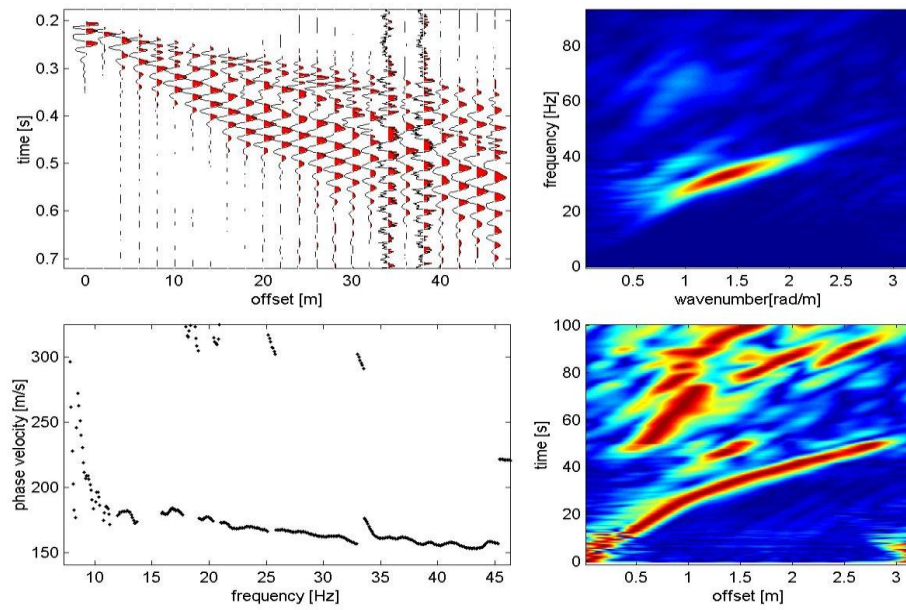 0.2
0.3
0.4
0.5
0.6
0.7
time [s]
0 10 20 30 40
offset [m]
80
60
40
20
0
frequency [Hz]
0.5 1 1.5 2 2.5 3
wavenumber[rad/m]
300
250
200
150
phase velocity [m/s]
10 15 20 25 30 35 40 45
frequency [Hz]
100
80
60
40
20
0
time [s]
0.5 1 1.5 2 2.5 3
offset [m]